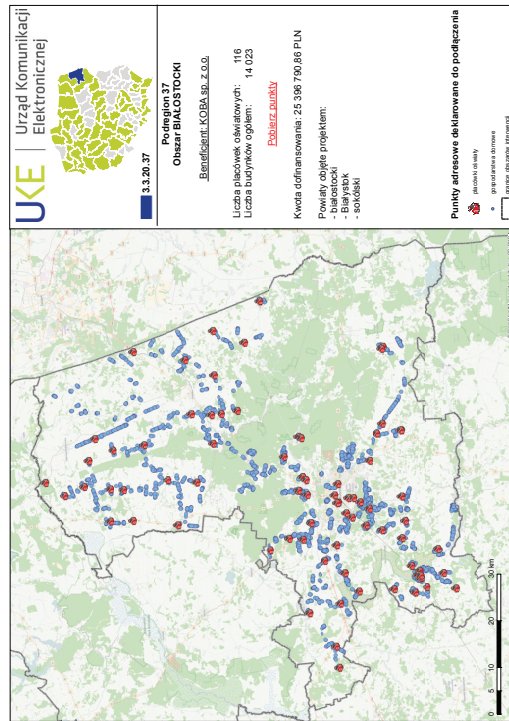 UKE
Urząd Komunikacji
Elektronicznej
3.3.20.37
Podregion 37
Obszar BIAŁOSTOCKI
Beneficjent: KOBA sp. z o.o.
Liczba placówek oświatowych: 116
Liczba budynków ogółem: 14 023
Pobierz punkty
Kwota dofinansowania: 25 396 790,86 PLN
Powiaty objęte projektem:
- białostocki
- Białystok
- sokólski
Punkty adresowe deklarowane do podłączenia
placówki oświaty
gospodarstwa domowe
0 5 10 20 30 km